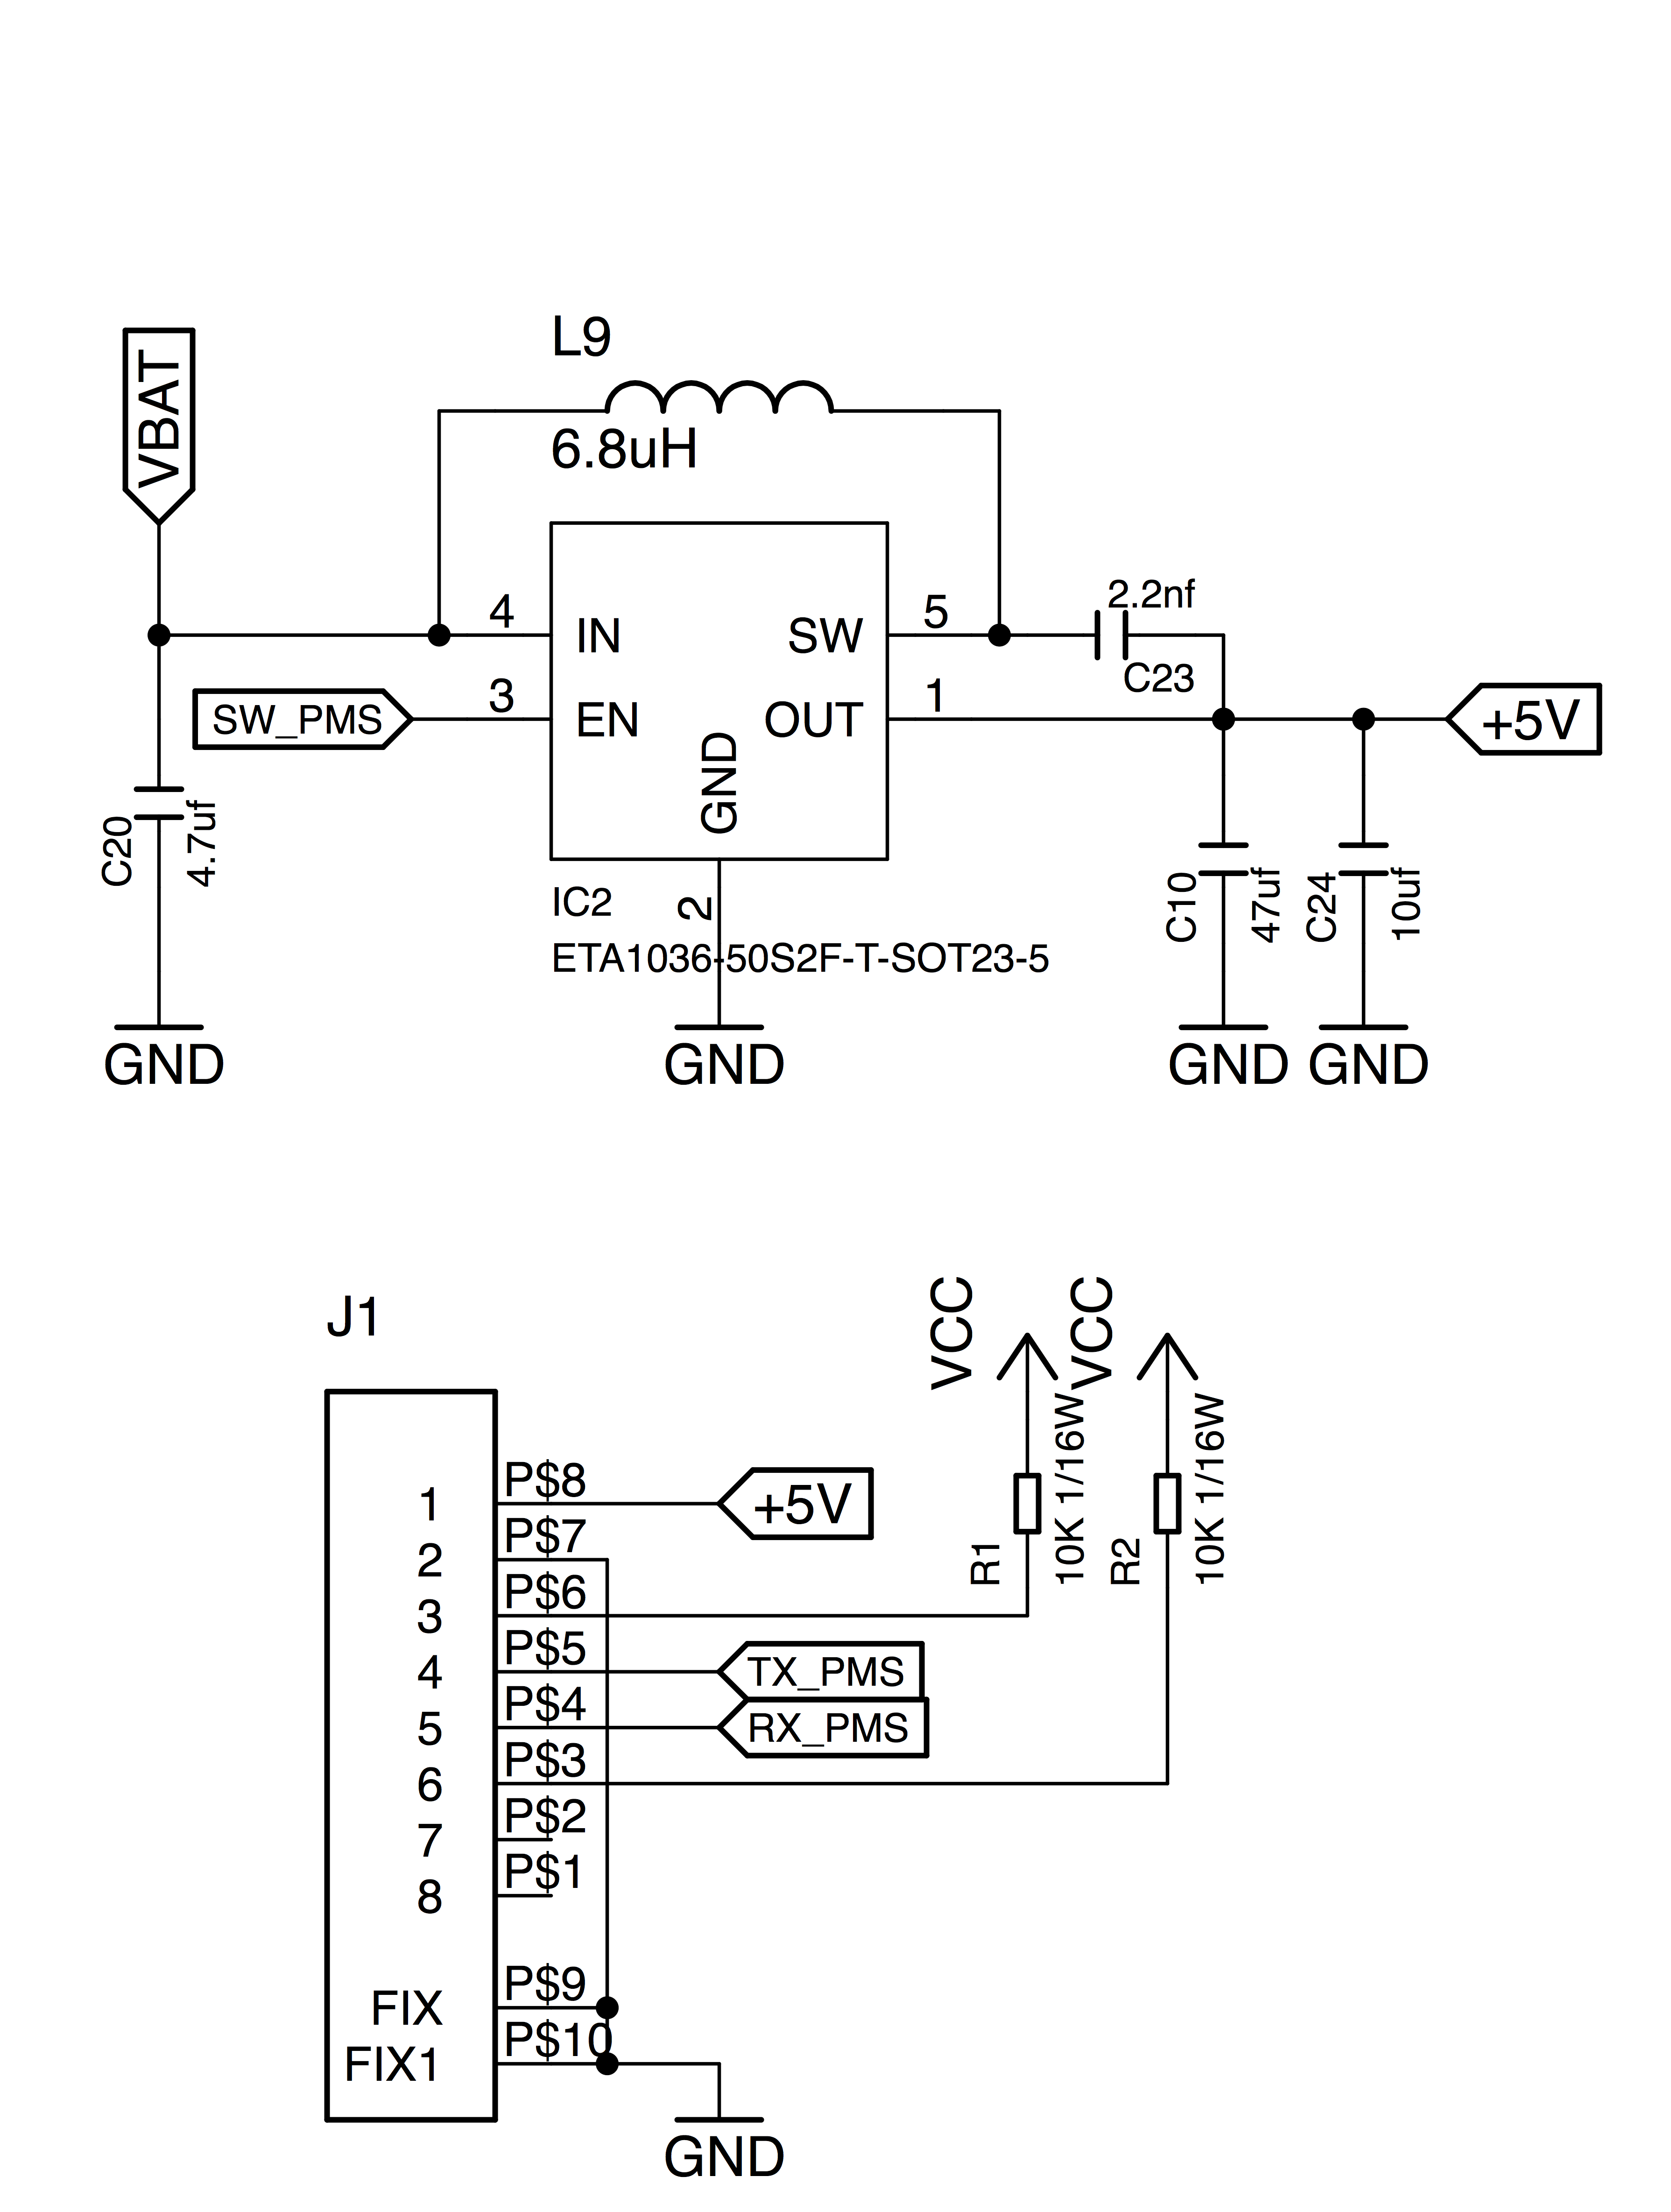 L9
6.8uH
VBAT
2.2nf
C23
4
IN
SW
5
SW_PMS
3
EN
OUT
1
+5V
GND
C20
4.7uf
IC2
2
ETA1036-50S2F-T-SOT23-5
C10
47uf
C24
10uf
GND
GND
GND
GND
J1
VCC
VCC
R1
10K 1/16W
R2
10K 1/16W
1
P$8
+5V
2
P$7
3
P$6
4
P$5
TX_PMS
5
P$4
RX_PMS
6
P$3
7
P$2
8
P$1
FIX
P$9
FIX1
P$10
GND